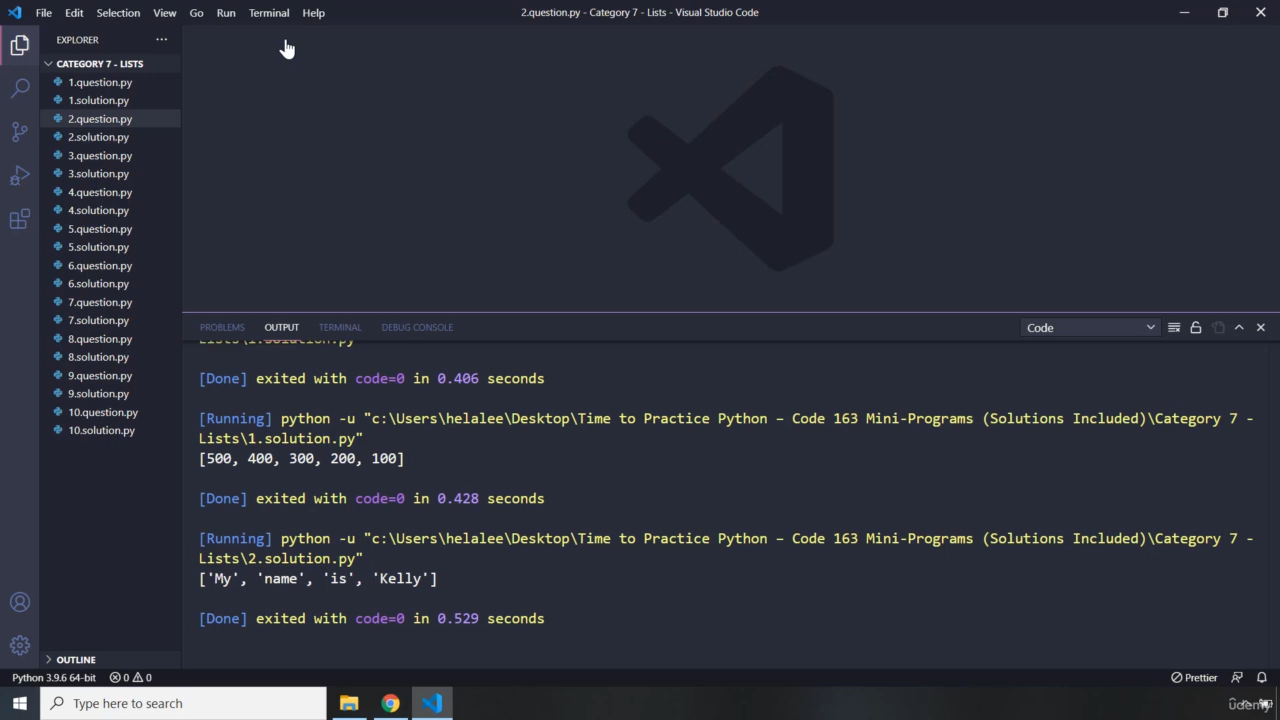 File Edit Selection View Go Run Terminal Help
2.question.py - Category 7 - Lists - Visual Studio Code
EXPLORER
CATEGORY 7 - LISTS
1.question.py
1.solution.py
2.question.py
2.solution.py
3.question.py
3.solution.py
4.question.py
4.solution.py
5.question.py
5.solution.py
6.question.py
6.solution.py
7.question.py
7.solution.py
8.question.py
8.solution.py
9.question.py
9.solution.py
10.question.py
10.solution.py
OUTLINE
PROBLEMS OUTPUT TERMINAL DEBUG CONSOLE
Code
Lists\1.solution.py"
[Done] exited with code=0 in 0.406 seconds
[Running] python -u "c:\Users\helalee\Desktop\Time to Practice Python – Code 163 Mini-Programs (Solutions Included)\Category 7 -
Lists\1.solution.py"
[500, 400, 300, 200, 100]
[Done] exited with code=0 in 0.428 seconds
[Running] python -u "c:\Users\helalee\Desktop\Time to Practice Python – Code 163 Mini-Programs (Solutions Included)\Category 7 -
Lists\2.solution.py"
['My', 'name', 'is', 'Kelly']
[Done] exited with code=0 in 0.529 seconds
Python 3.9.6 64-bit 0 0
Prettier
Type here to search
udemy